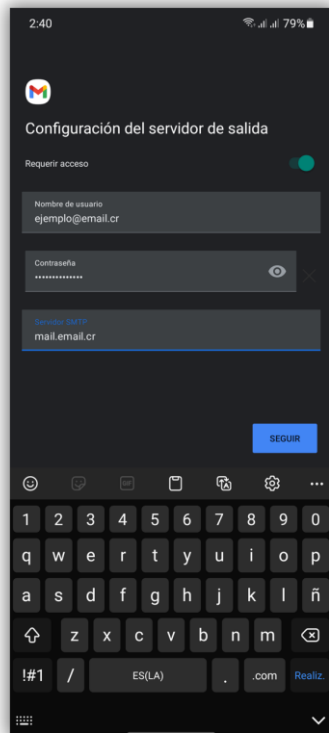 2:40 79%
Configuración del servidor de salida
Requerir acceso
Nombre de usuario
ejemplo@email.cr
Contraseña
••••••••••••••
Servidor SMTP
mail.email.cr
SEGUIR
GIF
1 2 3 4 5 6 7 8 9 0
q w e r t y u i o p
a s d f g h j k l ñ
z x c v b n m
!#1 / ES(LA) . .com Realiz.